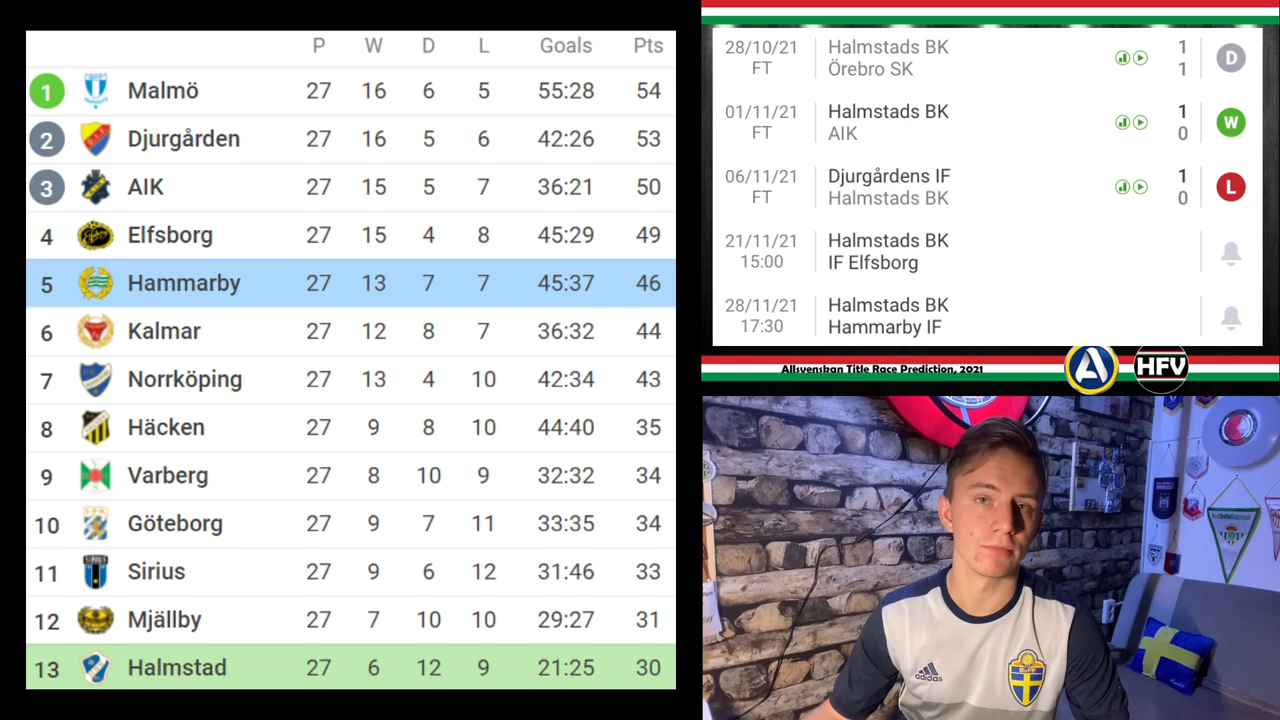 P W D L Goals Pts
1 Malmö 27 16 6 5 55:28 54
2 Djurgården 27 16 5 6 42:26 53
3 AIK 27 15 5 7 36:21 50
4 Elfsborg 27 15 4 8 45:29 49
5 Hammarby 27 13 7 7 45:37 46
6 Kalmar 27 12 8 7 36:32 44
7 Norrköping 27 13 4 10 42:34 43
8 Häcken 27 9 8 10 44:40 35
9 Varberg 27 8 10 9 32:32 34
10 Göteborg 27 9 7 11 33:35 34
11 Sirius 27 9 6 12 31:46 33
12 Mjällby 27 7 10 10 29:27 31
13 Halmstad 27 6 12 9 21:25 30
28/10/21 Halmstads BK 1
FT Örebro SK 1
D
01/11/21 Halmstads BK 1
FT AIK 0
W
06/11/21 Djurgårdens IF 1
FT Halmstads BK 0
L
21/11/21 Halmstads BK
15:00 IF Elfsborg
28/11/21 Halmstads BK
17:30 Hammarby IF
Allsvenskan Title Race Prediction, 2021
A
HFV
adidas